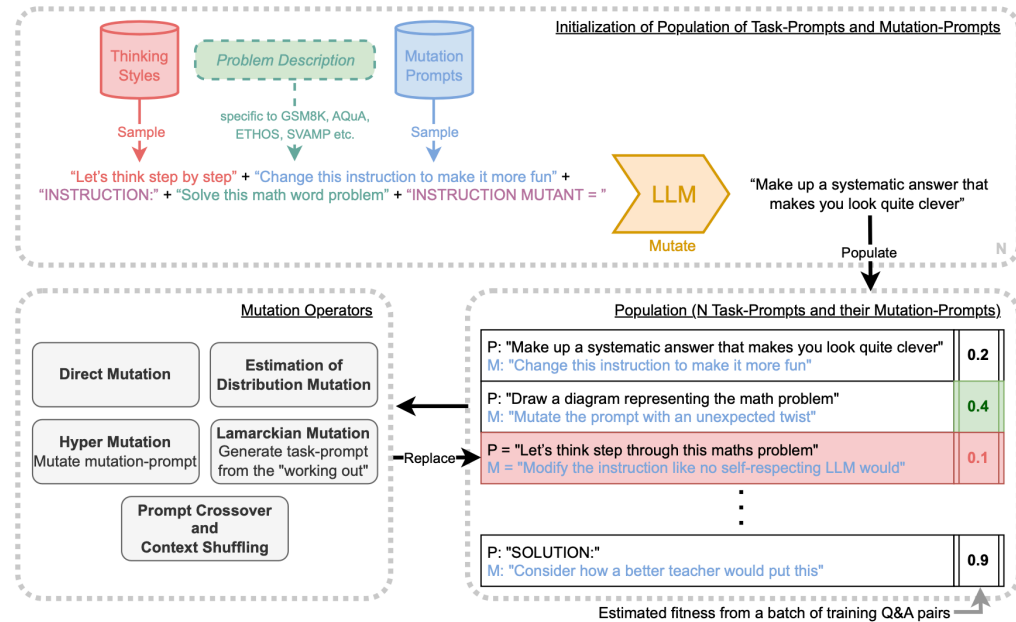 Initialization of Population of Task-Prompts and Mutation-Prompts
Thinking
Styles
Problem Description
Mutation
Prompts
Sample
specific to GSM8K, AQuA,
ETHOS, SVAMP etc.
Sample
“Let’s think step by step” + “Change this instruction to make it more fun” +
“INSTRUCTION:” + “Solve this math word problem” + “INSTRUCTION MUTANT = ”
LLM
Mutate
“Make up a systematic answer that
makes you look quite clever”
N
Populate
Mutation Operators
Direct Mutation
Estimation of
Distribution Mutation
Hyper Mutation
Mutate mutation-prompt
Lamarckian Mutation
Generate task-prompt
from the "working out"
Prompt Crossover
and
Context Shuffling
Replace
Population (N Task-Prompts and their Mutation-Prompts)
P: "Make up a systematic answer that makes you look quite clever"
M: "Change this instruction to make it more fun"
0.2
P: "Draw a diagram representing the math problem"
M: "Mutate the prompt with an unexpected twist"
0.4
P = "Let's think step through this maths problem"
M = "Modify the instruction like no self-respecting LLM would"
0.1
P: "SOLUTION:"
M: "Consider how a better teacher would put this"
0.9
Estimated fitness from a batch of training Q&A pairs